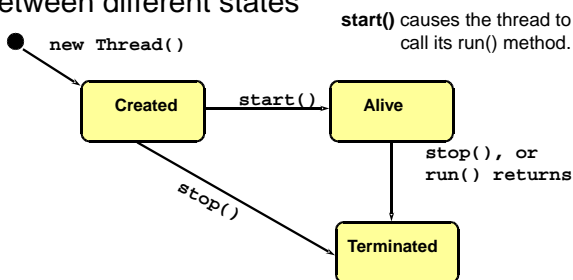 etween different states
start() causes the thread to
call its run() method.
new Thread()
Created
start()
Alive
stop(), or
run() returns
stop()
Terminated